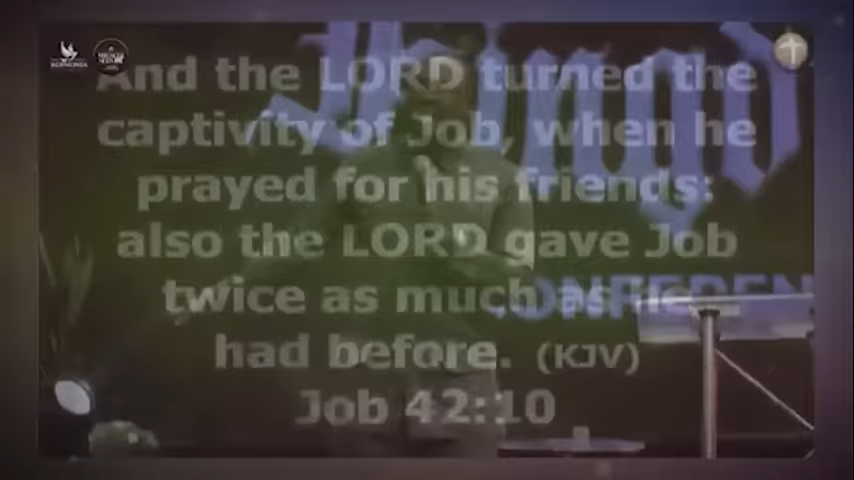 And the LORD turned the
captivity of Job, when he
prayed for his friends:
also the LORD gave Job
twice as much as he
had before. (KJV)
Job 42:10